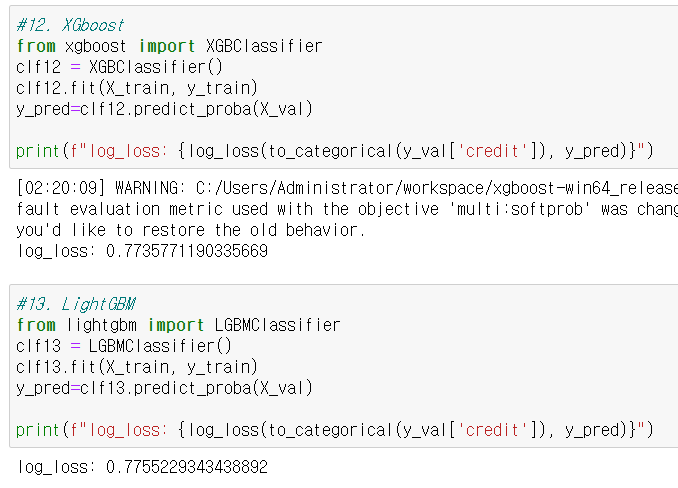 #12. XGboost
from xgboost import XGBClassifier
clf12 = XGBClassifier()
clf12.fit(X_train, y_train)
y_pred=clf12.predict_proba(X_val)
print(f"log_loss: {log_loss(to_categorical(y_val['credit']), y_pred)}")
[02:20:09] WARNING: C:/Users/Administrator/workspace/xgboost-win64_release
fault evaluation metric used with the objective 'multi:softprob' was chang
you'd like to restore the old behavior.
log_loss: 0.7735771190335669
#13. LightGBM
from lightgbm import LGBMClassifier
clf13 = LGBMClassifier()
clf13.fit(X_train, y_train)
y_pred=clf13.predict_proba(X_val)
print(f"log_loss: {log_loss(to_categorical(y_val['credit']), y_pred)}")
log_loss: 0.7755229343438892